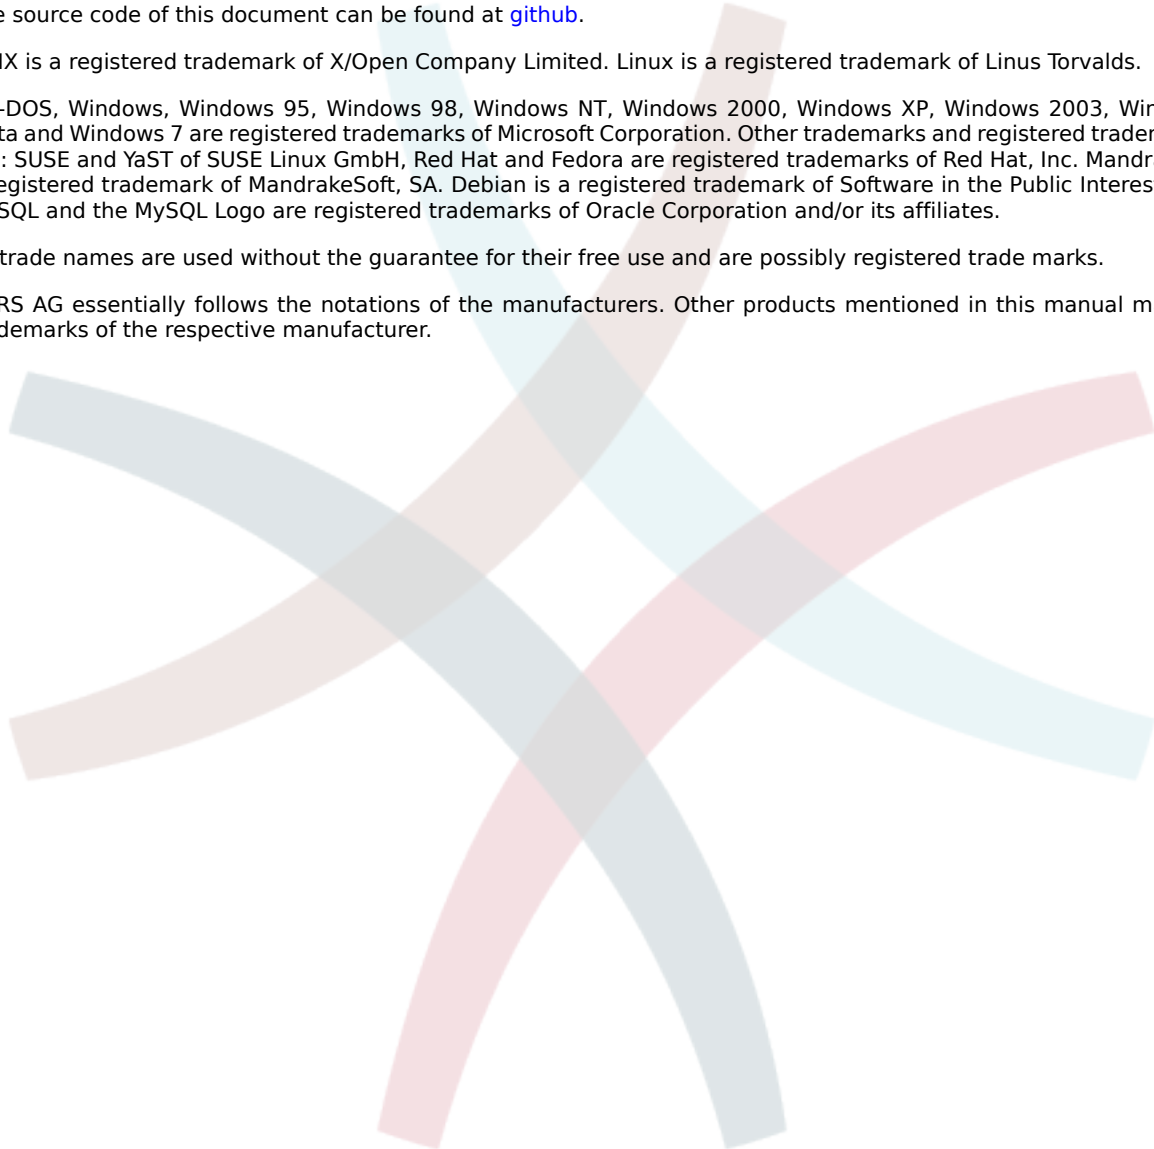 e source code of this document can be found at github.
IX is a registered trademark of X/Open Company Limited. Linux is a registered trademark of Linus Torvalds.
-DOS, Windows, Windows 95, Windows 98, Windows NT, Windows 2000, Windows XP, Windows 2003, Win
ta and Windows 7 are registered trademarks of Microsoft Corporation. Other trademarks and registered trader
: SUSE and YaST of SUSE Linux GmbH, Red Hat and Fedora are registered trademarks of Red Hat, Inc. Mandr
egistered trademark of MandrakeSoft, SA. Debian is a registered trademark of Software in the Public Interes
SQL and the MySQL Logo are registered trademarks of Oracle Corporation and/or its affiliates.
trade names are used without the guarantee for their free use and are possibly registered trade marks.
RS AG essentially follows the notations of the manufacturers. Other products mentioned in this manual m
demarks of the respective manufacturer.